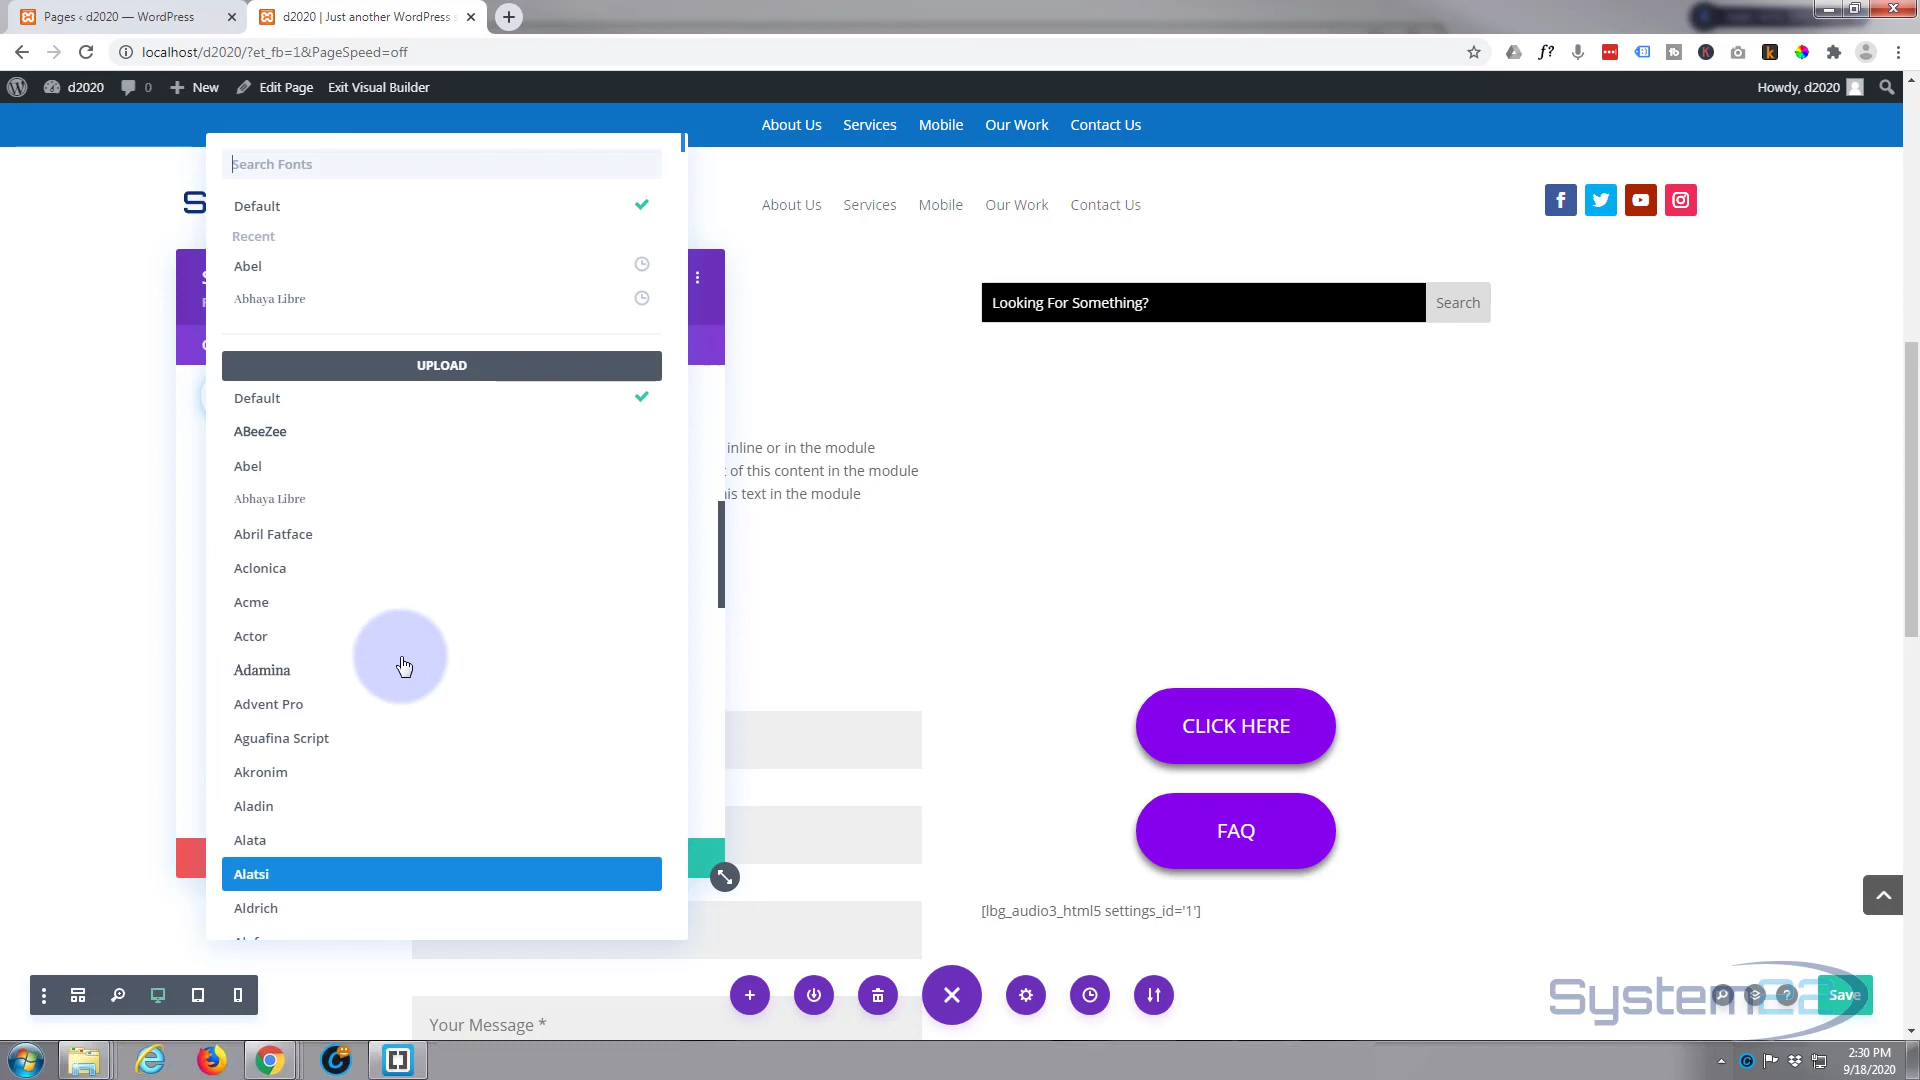 Pages ‹ d2020 — WordPress
d2020 | Just another WordPress s
localhost/d2020/?et_fb=1&PageSpeed=off
d2020
0
New
Edit Page
Exit Visual Builder
Howdy, d2020
About Us
Services
Mobile
Our Work
Contact Us
Search Fonts
Default
Recent
Abel
Abhaya Libre
UPLOAD
Default
ABeeZee
Abel
Abhaya Libre
Abril Fatface
Aclonica
Acme
Actor
Adamina
Advent Pro
Aguafina Script
Akronim
Aladin
Alata
Alatsi
Aldrich
About Us
Services
Mobile
Our Work
Contact Us
Looking For Something?
Search
inline or in the module
of this content in the module
text in the module
CLICK HERE
FAQ
[lbg_audio3_html5 settings_id='1']
Your Message *
System22
Save
2:30 PM
9/18/2020